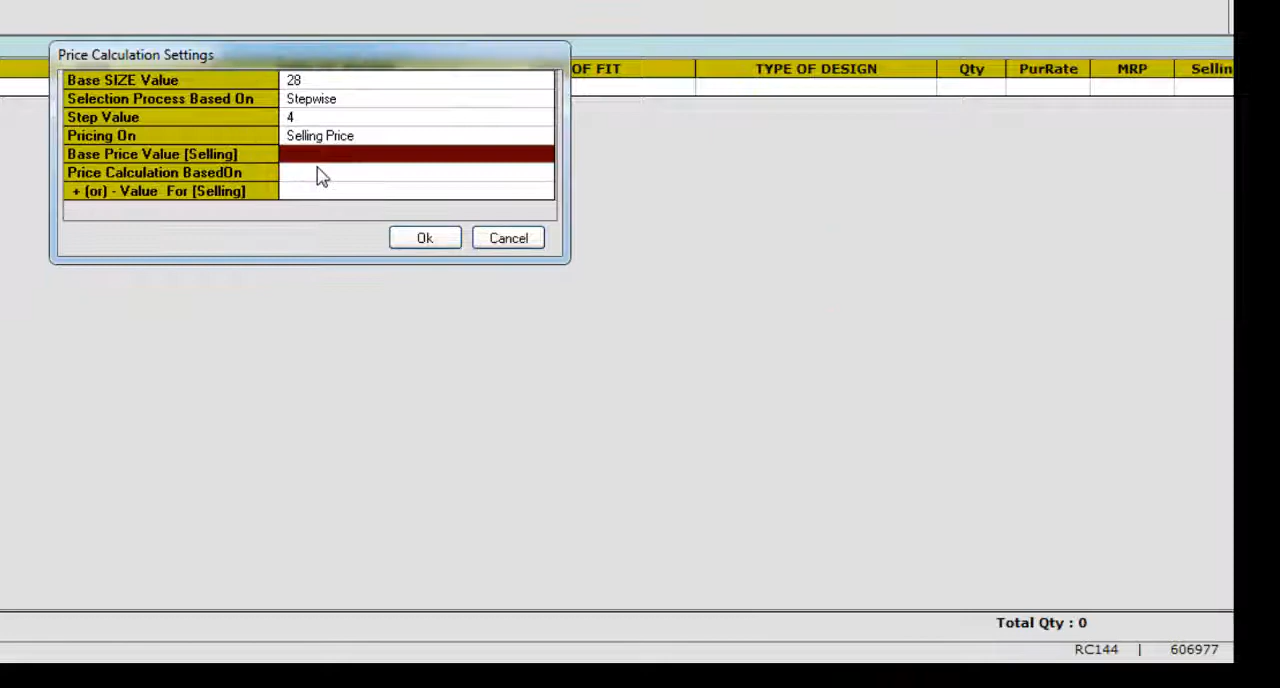 Price Calculation Settings
Base SIZE Value 28
Selection Process Based On Stepwise
Step Value 4
Pricing On Selling Price
Base Price Value [Selling]
Price Calculation BasedOn
+ (or) - Value For [Selling]
Ok Cancel
OF FIT TYPE OF DESIGN Qty PurRate MRP Sellin
Total Qty : 0
RC144 | 606977